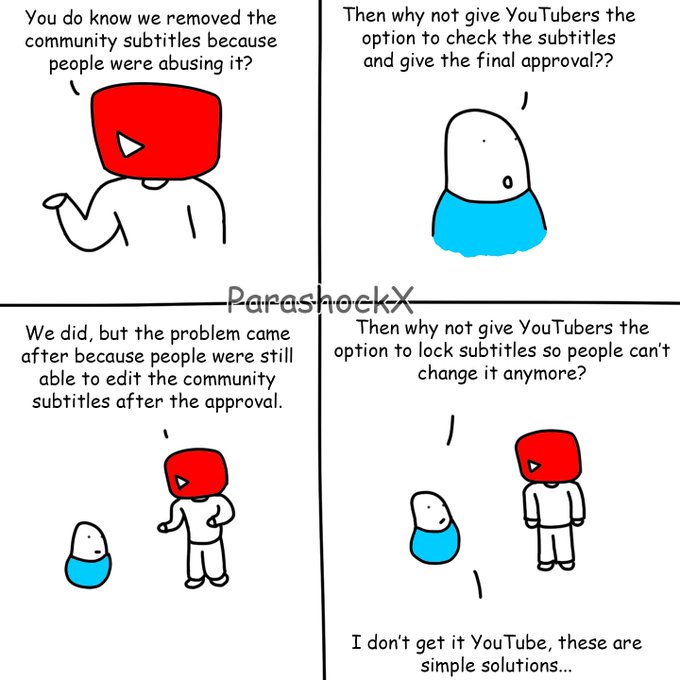 You do know we removed the
community subtitles because
people were abusing it?
Then why not give YouTubers the
option to check the subtitles
and give the final approval??
ParashockX
We did, but the problem came
after because people were still
able to edit the community
subtitles after the approval.
Then why not give YouTubers the
option to lock subtitles so people can't
change it anymore?
I don't get it YouTube, these are
simple solutions...